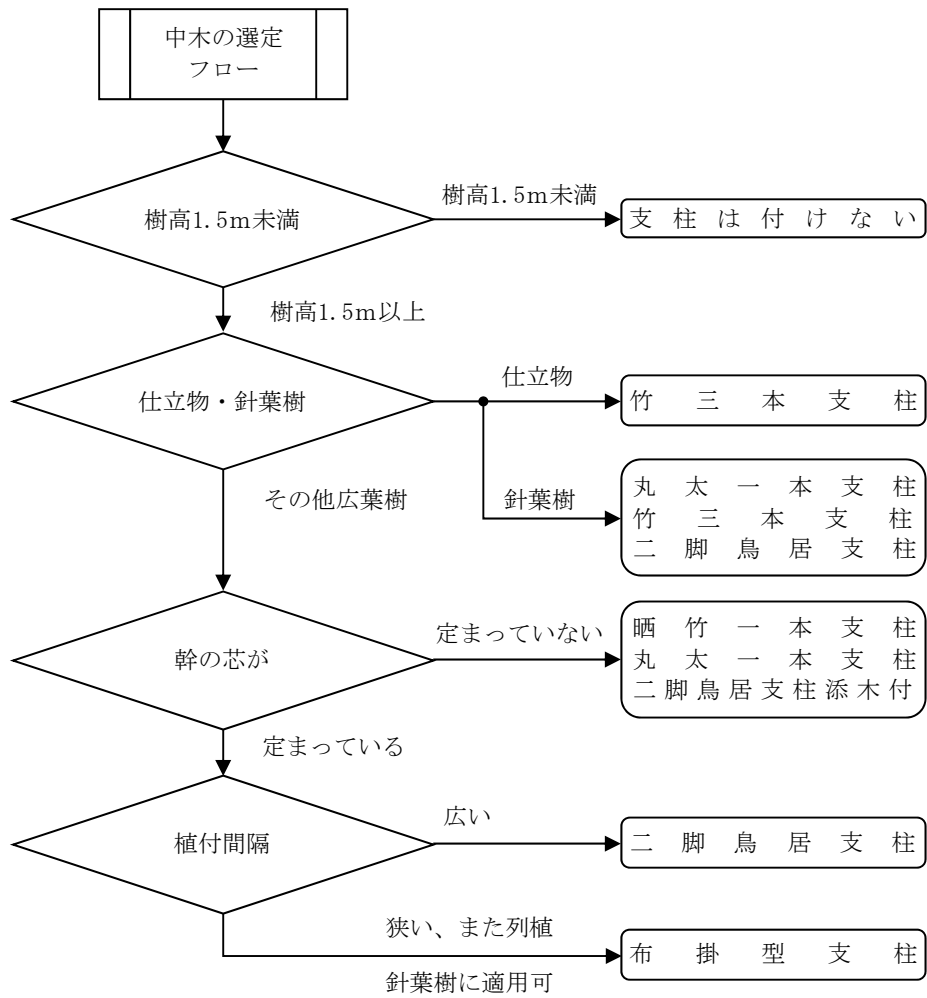 中木の選定
フロー
樹高1.5m未満
樹高1.5m未満
支柱は付けない
樹高1.5m以上
仕立物・針葉樹
仕立物
竹三本支柱
針葉樹
丸太一本支柱
竹三本支柱
二脚鳥居支柱
その他広葉樹
幹の芯が
定まっていない
晒竹一本支柱
丸太一本支柱
二脚鳥居支柱添木付
定まっている
植付間隔
広い
二脚鳥居支柱
狭い、また列植
針葉樹に適用可
布掛型支柱